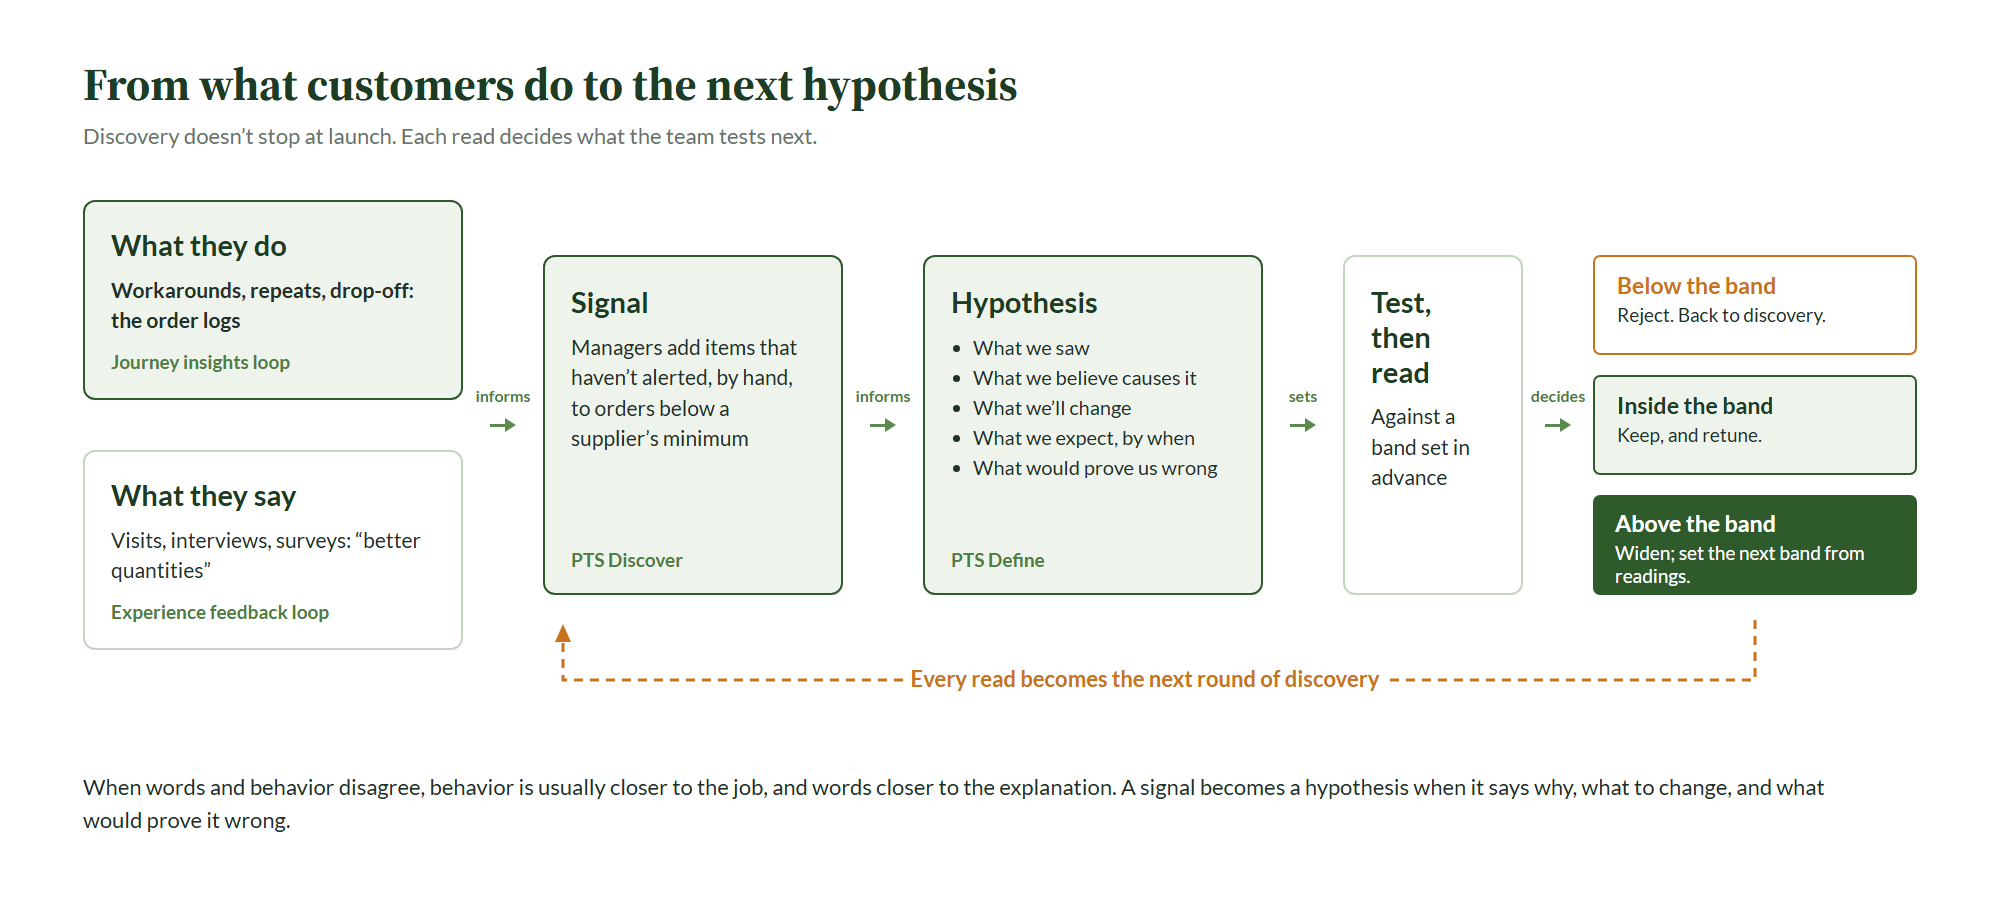 From what customers do to the next hypothesis
Discovery doesn’t stop at launch. Each read decides what the team tests next.
What they do
Workarounds, repeats, drop-off:
the order logs
Journey insights loop
What they say
Visits, interviews, surveys: “better
quantities”
Experience feedback loop
informs
Signal
Managers add items that
haven’t alerted, by hand,
to orders below a
supplier’s minimum
PTS Discover
informs
Hypothesis
• What we saw
• What we believe causes it
• What we’ll change
• What we expect, by when
• What would prove us wrong
PTS Define
sets
Test,
then
read
Against a
band set in
advance
decides
Below the band
Reject. Back to discovery.
Inside the band
Keep, and retune.
Above the band
Widen; set the next band from
readings.
Every read becomes the next round of discovery
When words and behavior disagree, behavior is usually closer to the job, and words closer to the explanation. A signal becomes a hypothesis when it says why, what to change, and what
would prove it wrong.